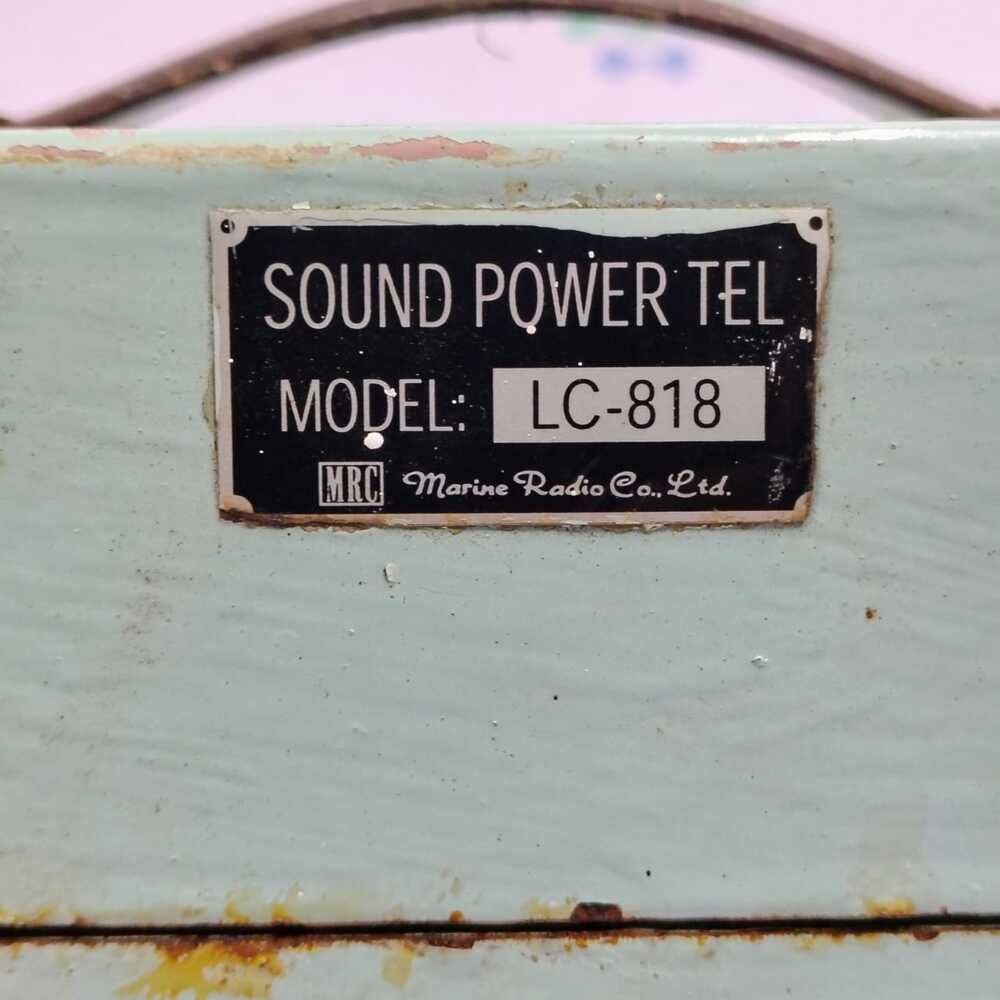 SOUND POWER TEL
MODEL: LC-818
MRC Marine Radio Co., Ltd.